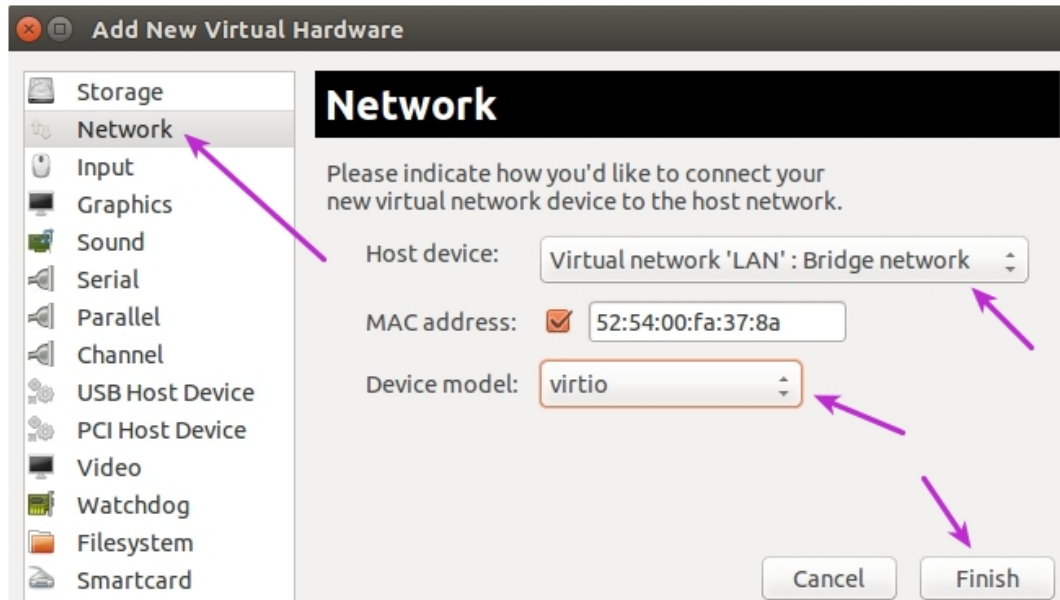 Add New Virtual Hardware
Storage
Network
Input
Graphics
Sound
Serial
Parallel
Channel
USB Host Device
PCI Host Device
Video
Watchdog
Filesystem
Smartcard
Network
Please indicate how you'd like to connect your
new virtual network device to the host network.
Host device: Virtual network 'LAN' : Bridge network
MAC address: 52:54:00:fa:37:8a
Device model: virtio
Cancel Finish